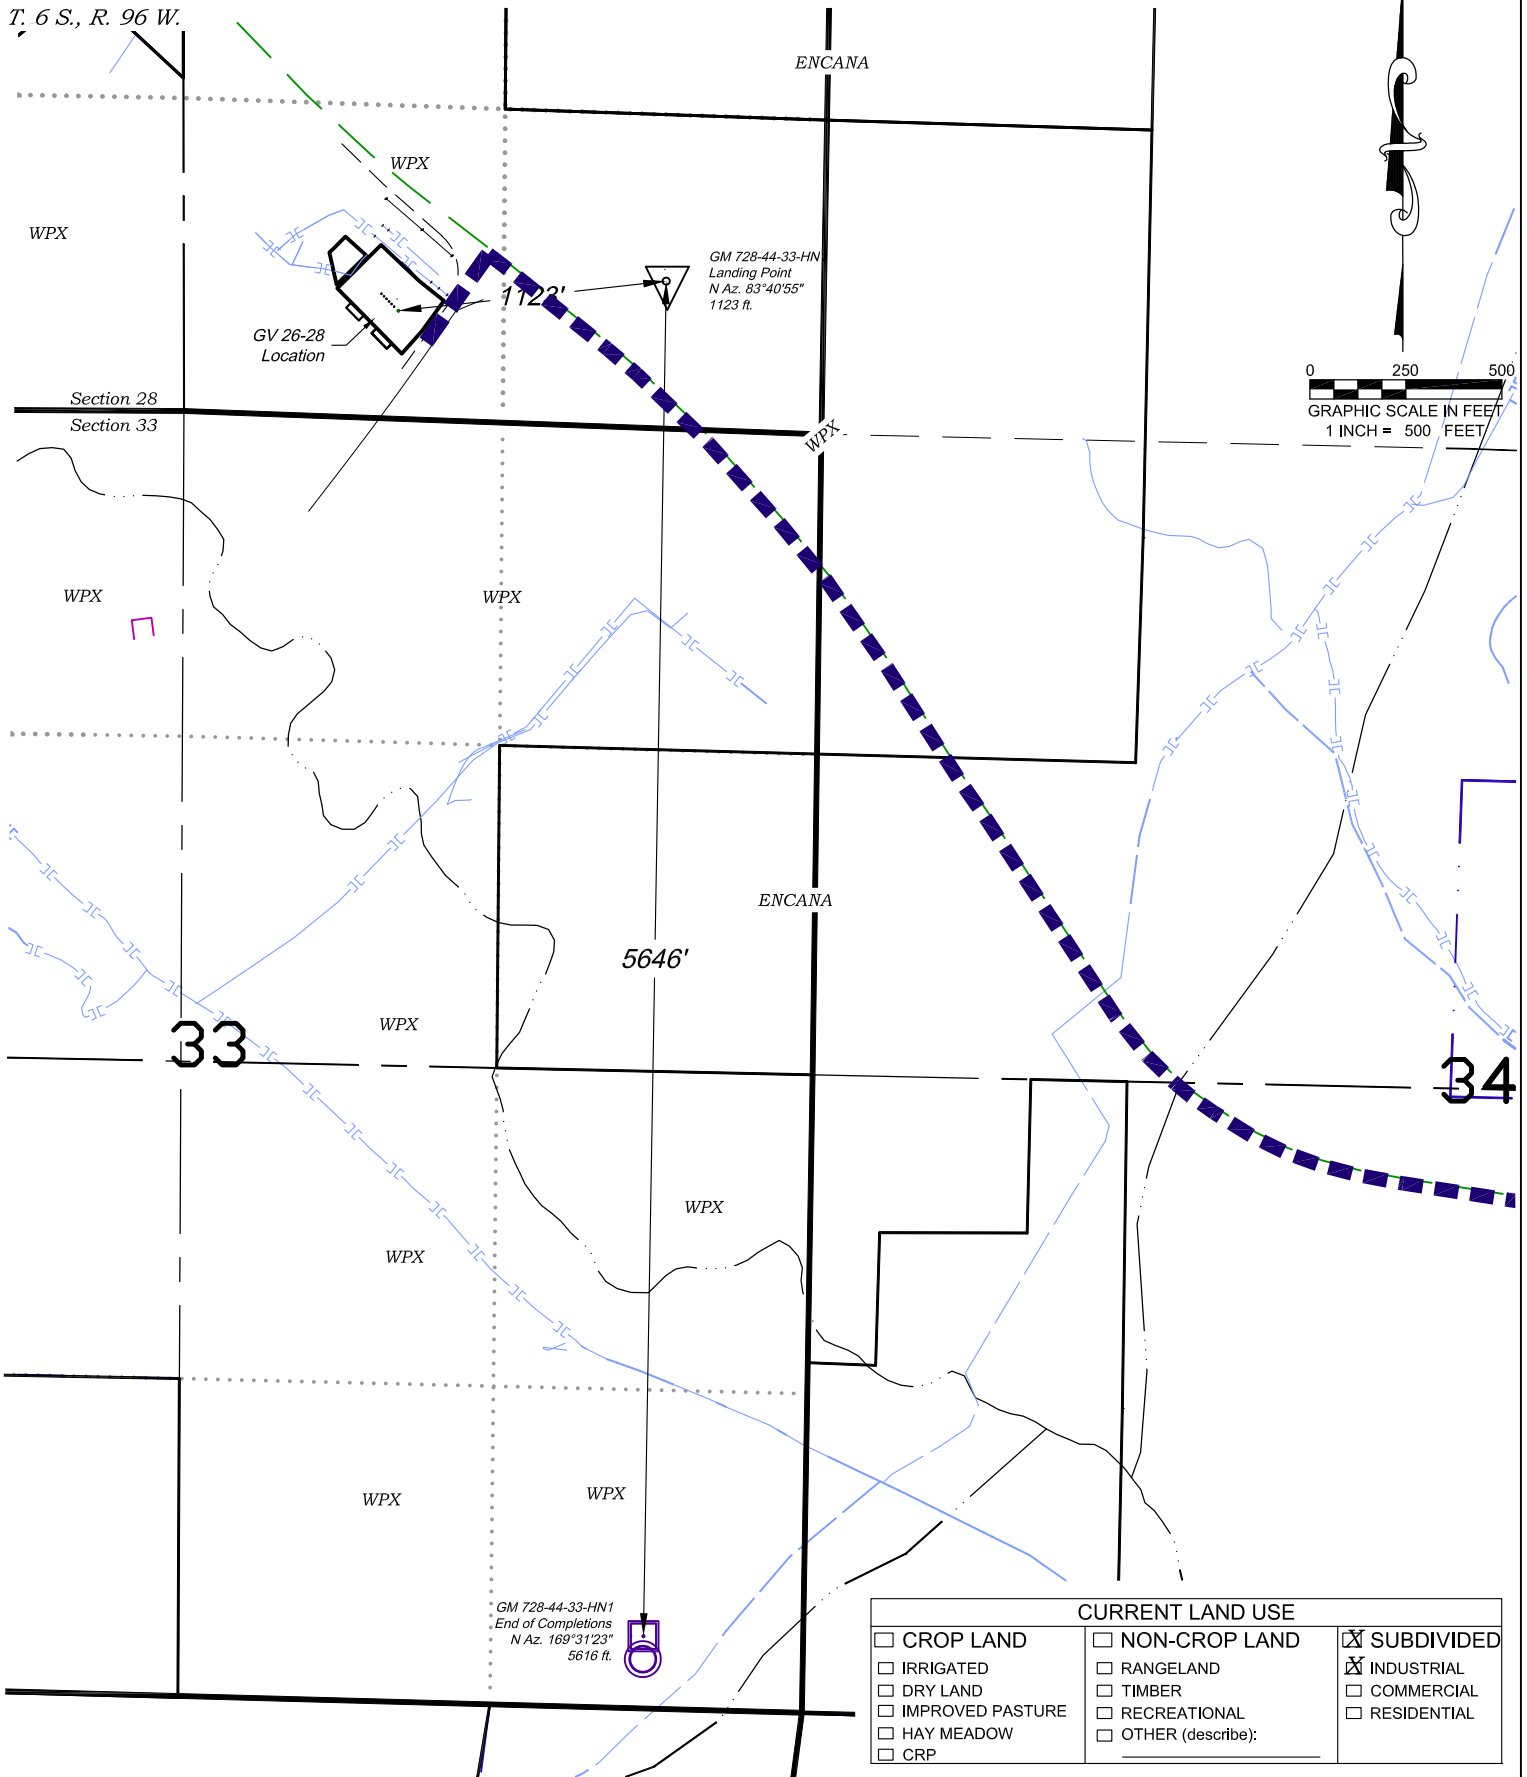 T. 6 S., R. 96 W.
ENCANA
WPX
WPX
GM 728-44-33-HN
Landing Point
N Az. 83°40'55"
1123 ft.
1123'
GV 26-28
Location
0 250 500
GRAPHIC SCALE IN FEET
1 INCH = 500 FEET
Section 28
Section 33
WPX
WPX
WPX
ENCANA
5646'
WPX
33
34
WPX
WPX
WPX
WPX
GM 728-44-33-HN1
End of Completions
N Az. 169°31'23"
5616 ft.
CURRENT LAND USE
CROP LAND
IRRIGATED
DRY LAND
IMPROVED PASTURE
HAY MEADOW
CRP
NON-CROP LAND
RANGELAND
TIMBER
RECREATIONAL
OTHER (describe):
X SUBDIVIDED
X INDUSTRIAL
COMMERCIAL
RESIDENTIAL